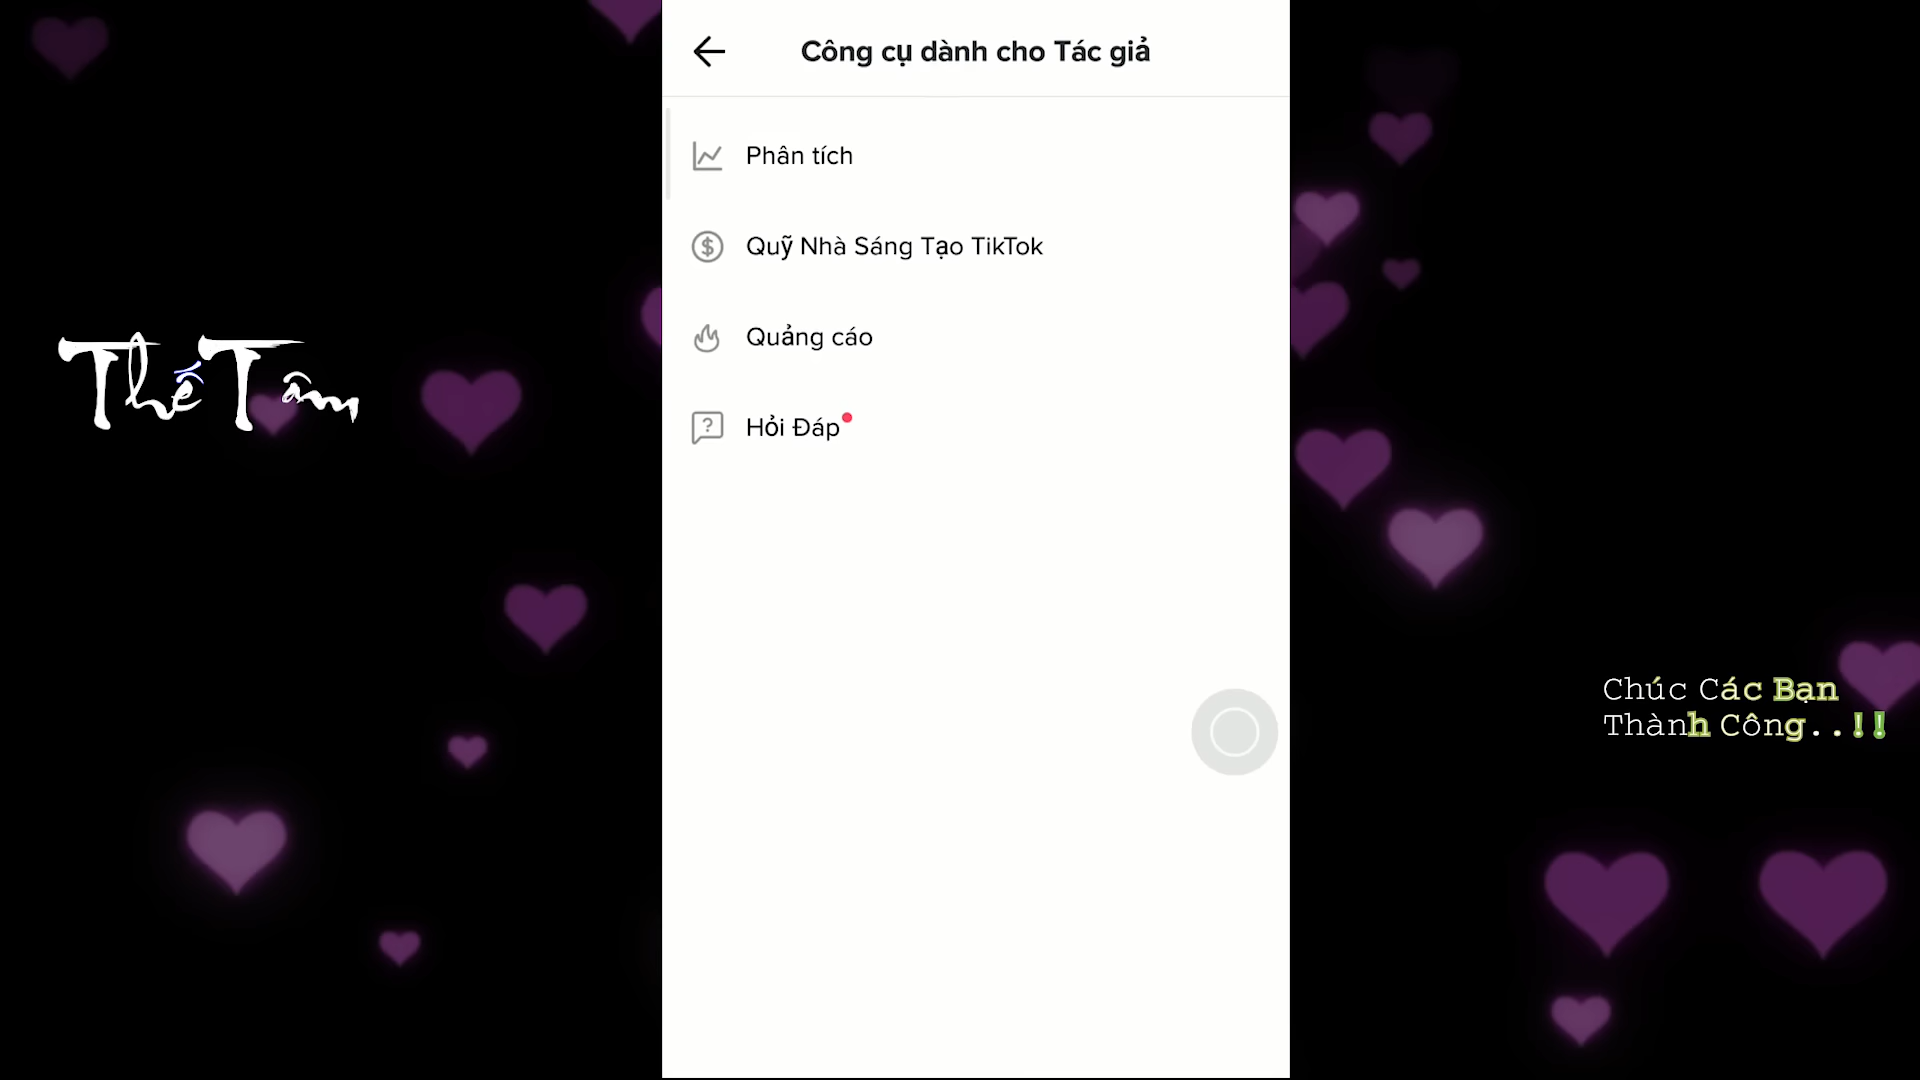 Công cụ dành cho Tác giả
Phân tích
Quỹ Nhà Sáng Tạo TikTok
Quảng cáo
Hỏi Đáp
Thế Tâm
Chúc Các Bạn
Thành Công..!!